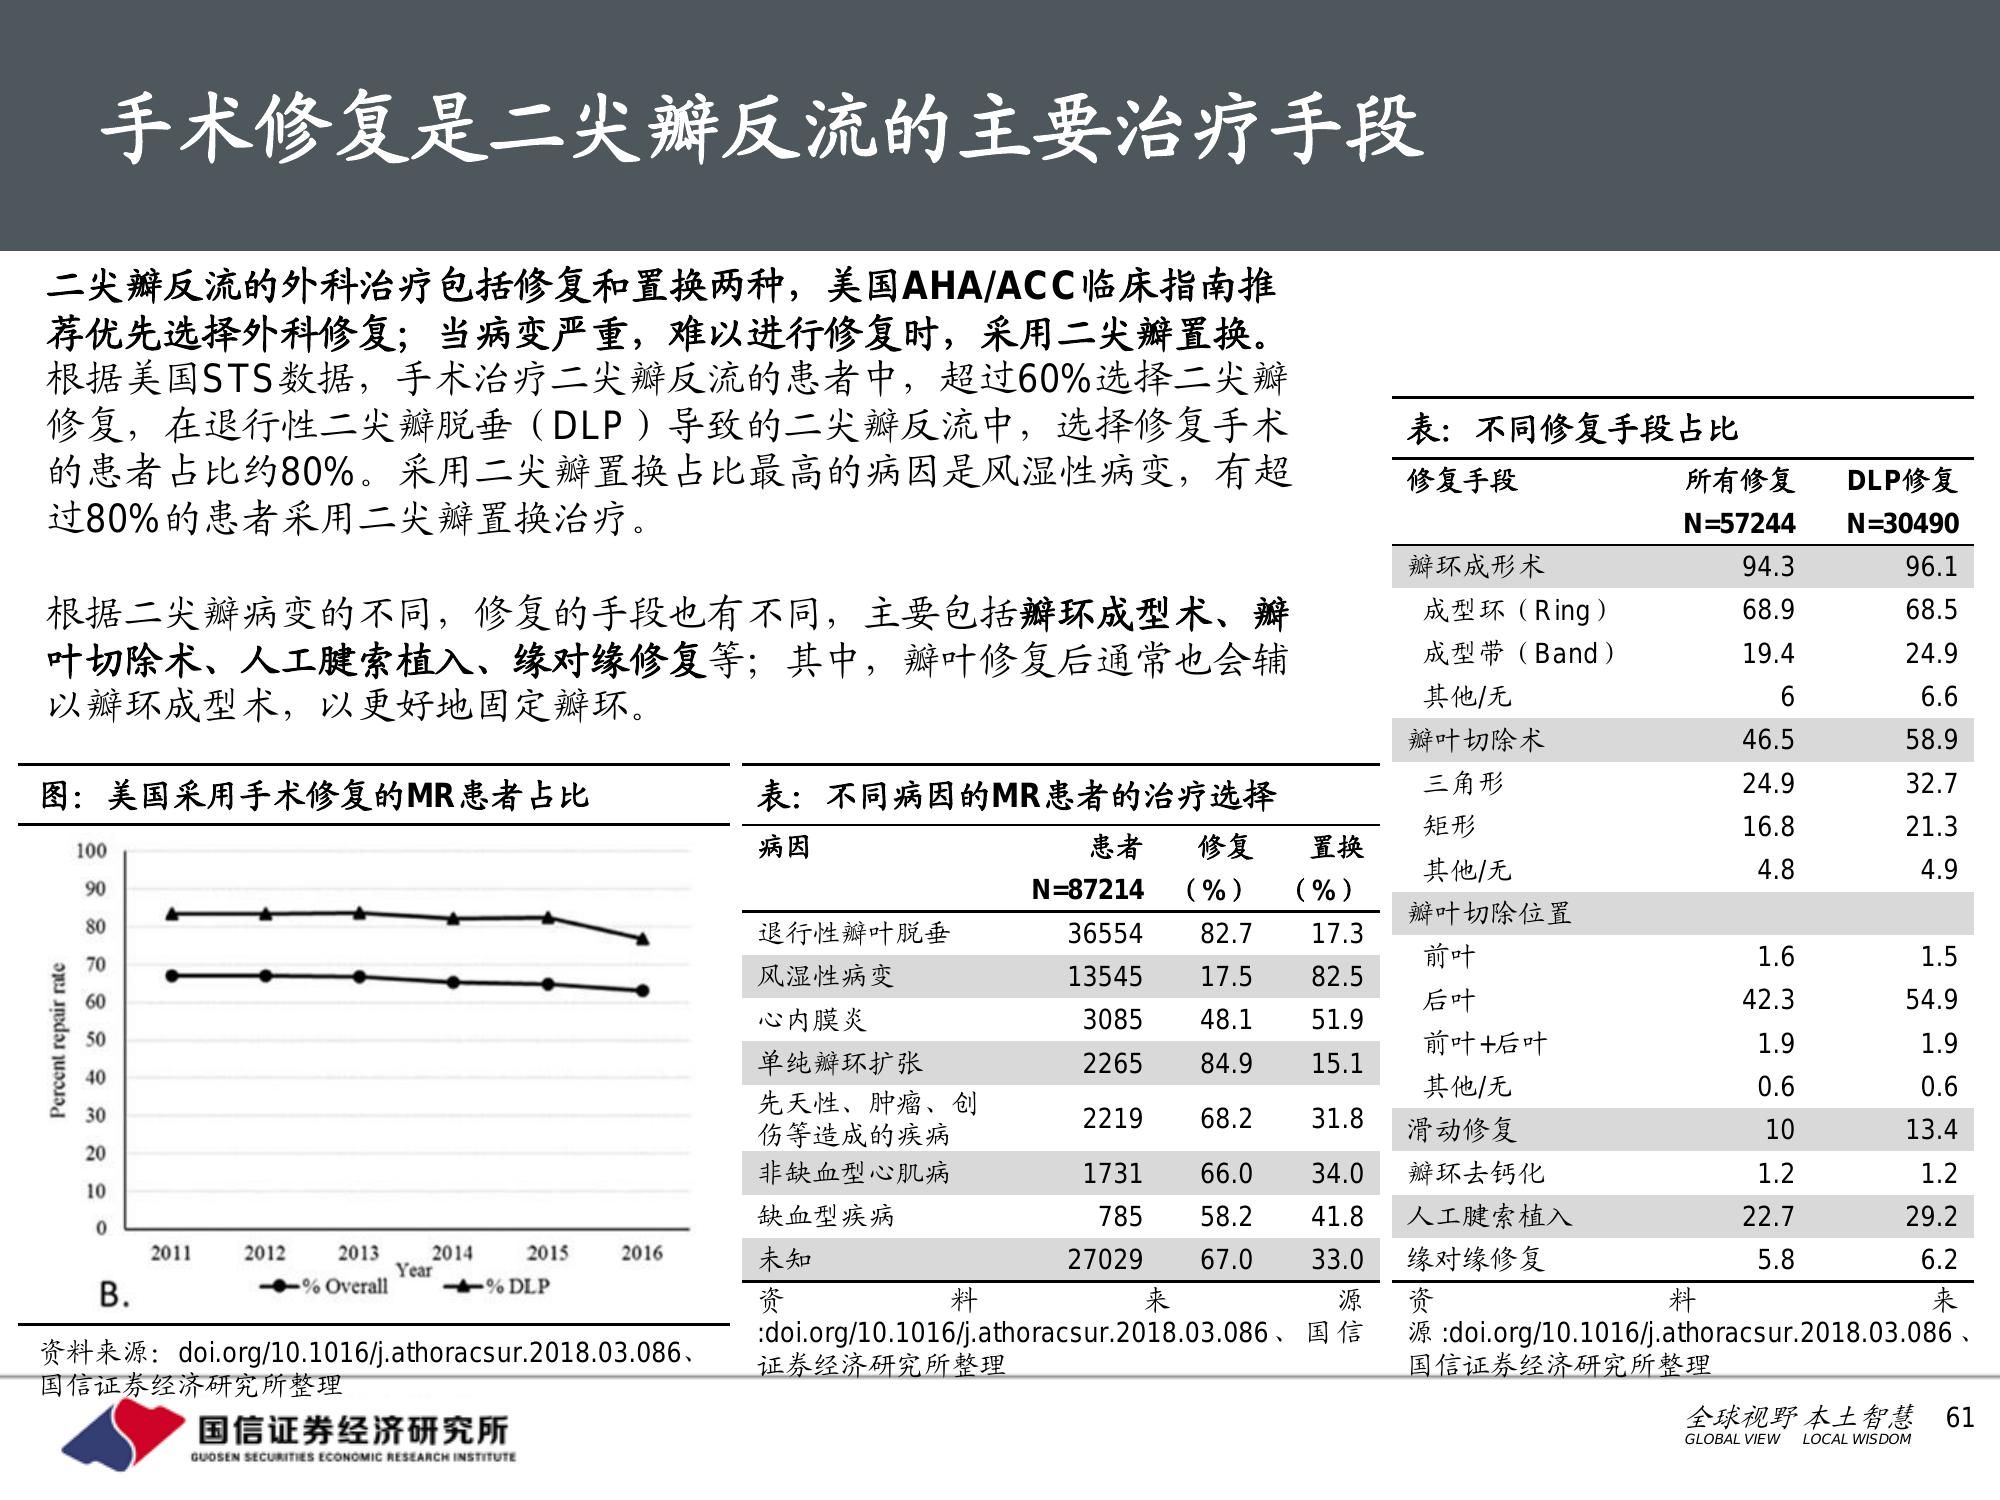 手术修复是二尖瓣反流的主要治疗手段
二尖瓣反流的外科治疗包括修复和置换两种，美国AHA/ACC临床指南推
荐优先选择外科修复；当病变严重，难以进行修复时，采用二尖瓣置换。
根据美国STS数据，手术治疗二尖瓣反流的患者中，超过60%选择二尖瓣
修复，在退行性二尖瓣脱垂（DLP）导致的二尖瓣反流中，选择修复手术
的患者占比约80%。采用二尖瓣置换占比最高的病因是风湿性病变，有超
过80%的患者采用二尖瓣置换治疗。
根据二尖瓣病变的不同，修复的手段也有不同，主要包括瓣环成型术、瓣
叶切除术、人工腱索植入、缘对缘修复等；其中，瓣叶修复后通常也会辅
以瓣环成型术，以更好地固定瓣环。
图：美国采用手术修复的MR患者占比
100
90
80
70
60
50
40
30
20
10
0
Percent repair rate
2011 2012 2013 2014 2015 2016
Year
% Overall % DLP
B.
资料来源：doi.org/10.1016/j.athoracsur.2018.03.086、
国信证券经济研究所整理
表：不同病因的MR患者的治疗选择
病因 患者 修复 置换
N=87214 （%） （%）
退行性瓣叶脱垂 36554 82.7 17.3
风湿性病变 13545 17.5 82.5
心内膜炎 3085 48.1 51.9
单纯瓣环扩张 2265 84.9 15.1
先天性、肿瘤、创
伤等造成的疾病 2219 68.2 31.8
非缺血型心肌病 1731 66.0 34.0
缺血型疾病 785 58.2 41.8
未知 27029 67.0 33.0
资 料 来 源
:doi.org/10.1016/j.athoracsur.2018.03.086、国信
证券经济研究所整理
表：不同修复手段占比
修复手段 所有修复 DLP修复
N=57244 N=30490
瓣环成形术 94.3 96.1
成型环（Ring） 68.9 68.5
成型带（Band） 19.4 24.9
其他/无 6 6.6
瓣叶切除术 46.5 58.9
三角形 24.9 32.7
矩形 16.8 21.3
其他/无 4.8 4.9
瓣叶切除位置
前叶 1.6 1.5
后叶 42.3 54.9
前叶+后叶 1.9 1.9
其他/无 0.6 0.6
滑动修复 10 13.4
瓣环去钙化 1.2 1.2
人工腱索植入 22.7 29.2
缘对缘修复 5.8 6.2
资 料 来
源:doi.org/10.1016/j.athoracsur.2018.03.086、
国信证券经济研究所整理
国信证券经济研究所
GUOSEN SECURITIES ECONOMIC RESEARCH INSTITUTE
全球视野 本土智慧
GLOBAL VIEW LOCAL WISDOM
61